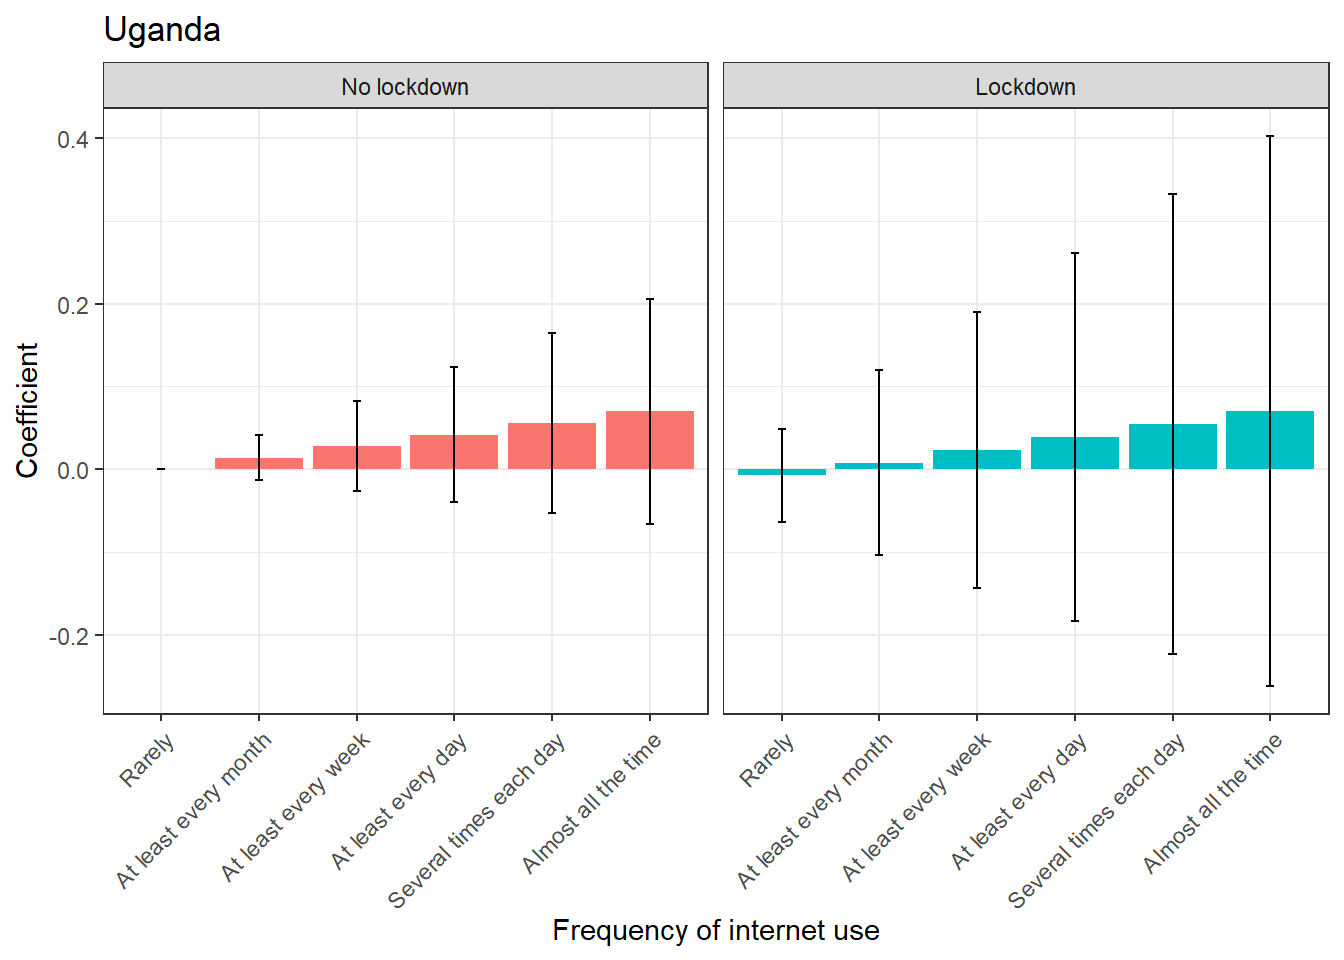 Uganda
No lockdown
Lockdown
Coefficient
0.4
0.2
0.0
-0.2
Rarely
At least every month
At least every week
At least every day
Several times each day
Almost all the time
Rarely
At least every month
At least every week
At least every day
Several times each day
Almost all the time
Frequency of internet use